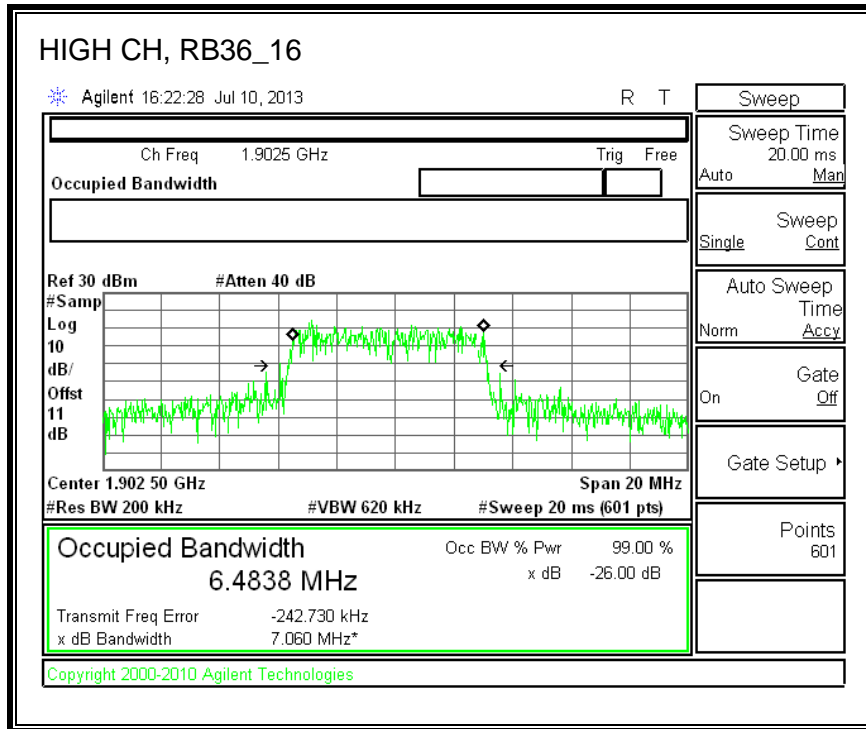 HIGH CH, RB36_16
Agilent 16:22:28 Jul 10, 2013 R T
Ch Freq 1.9025 GHz Trig Free
Occupied Bandwidth
Ref 30 dBm #Atten 40 dB
#Samp
Log
10
dB/
Offst
11
dB
Center 1.902 50 GHz Span 20 MHz
#Res BW 200 kHz #VBW 620 kHz #Sweep 20 ms (601 pts)
Occupied Bandwidth Occ BW % Pwr 99.00 %
6.4838 MHz x dB -26.00 dB
Transmit Freq Error -242.730 kHz
x dB Bandwidth 7.060 MHz*
Copyright 2000-2010 Agilent Technologies
Sweep
Sweep Time
20.00 ms
Auto Man
Sweep
Single Cont
Auto Sweep
Time
Norm Accy
Gate
On Off
Gate Setup
Points
601